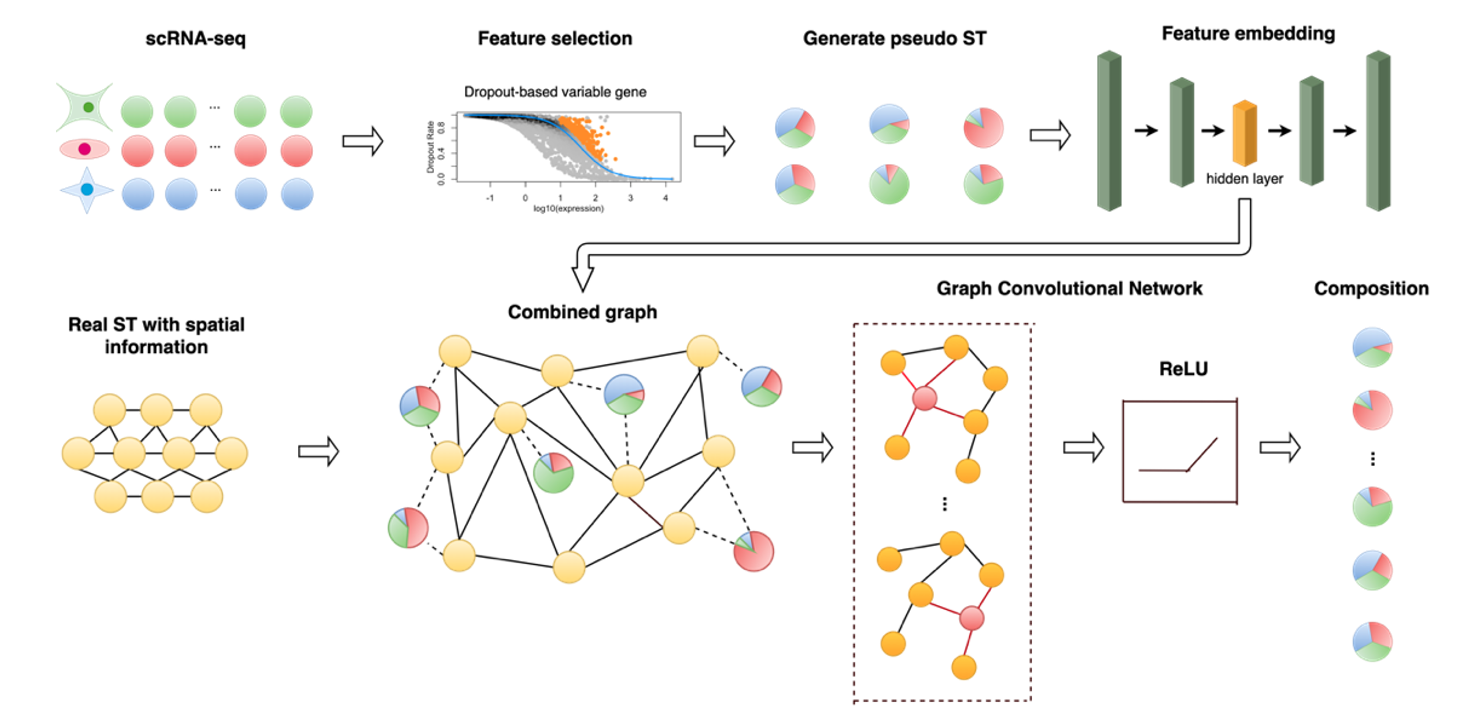 scRNA-seq
Feature selection
Generate pseudo ST
Feature embedding
Dropout-based variable gene
Dropout Rate
0.8
0.4
0.0
-1 0 1 2 3 4
log10(expression)
...
...
...
hidden layer
Real ST with spatial
information
Combined graph
Graph Convolutional Network
ReLU
Composition